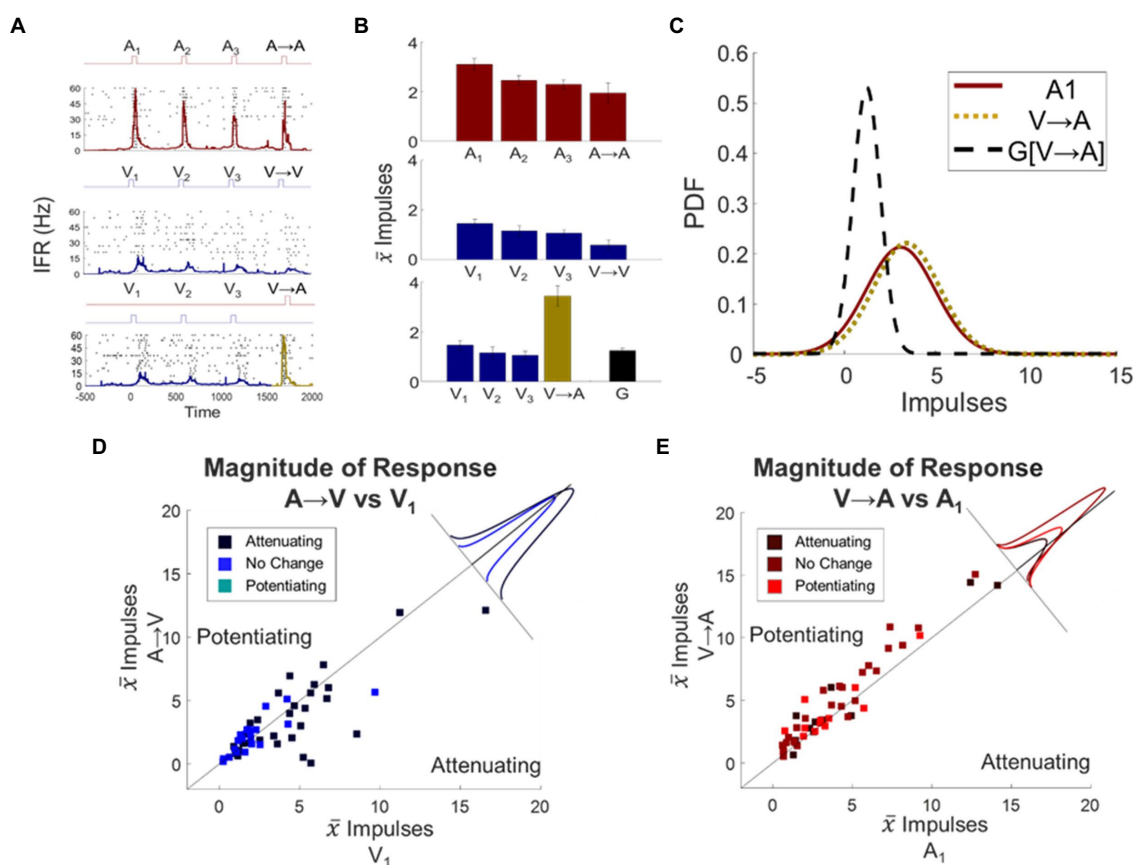 A
A₁ A₂ A₃ A→A
60
45
30
15
0
V₁ V₂ V₃ V→V
IFR (Hz)
60
45
30
15
0
V₁ V₂ V₃ V→A
60
45
30
15
0
-500 0 500 1000 1500 2000
Time
B
4
2
0
A₁ A₂ A₃ A→A
x̄ Impulses
4
2
0
V₁ V₂ V₃ V→V
4
2
0
V₁ V₂ V₃ V→A G
C
0.6
0.5
0.4
0.3
0.2
0.1
0
PDF
A1
V→A
G[V→A]
-5 0 5 10 15
Impulses
D
Magnitude of Response
A→V vs V₁
20
15
10
5
0
x̄ Impulses
A→V
Attenuating
No Change
Potentiating
Potentiating
Attenuating
0 5 10 15 20
x̄ Impulses
V₁
E
Magnitude of Response
V→A vs A₁
20
15
10
5
0
x̄ Impulses
V→A
Attenuating
No Change
Potentiating
Potentiating
Attenuating
0 5 10 15 20
x̄ Impulses
A₁